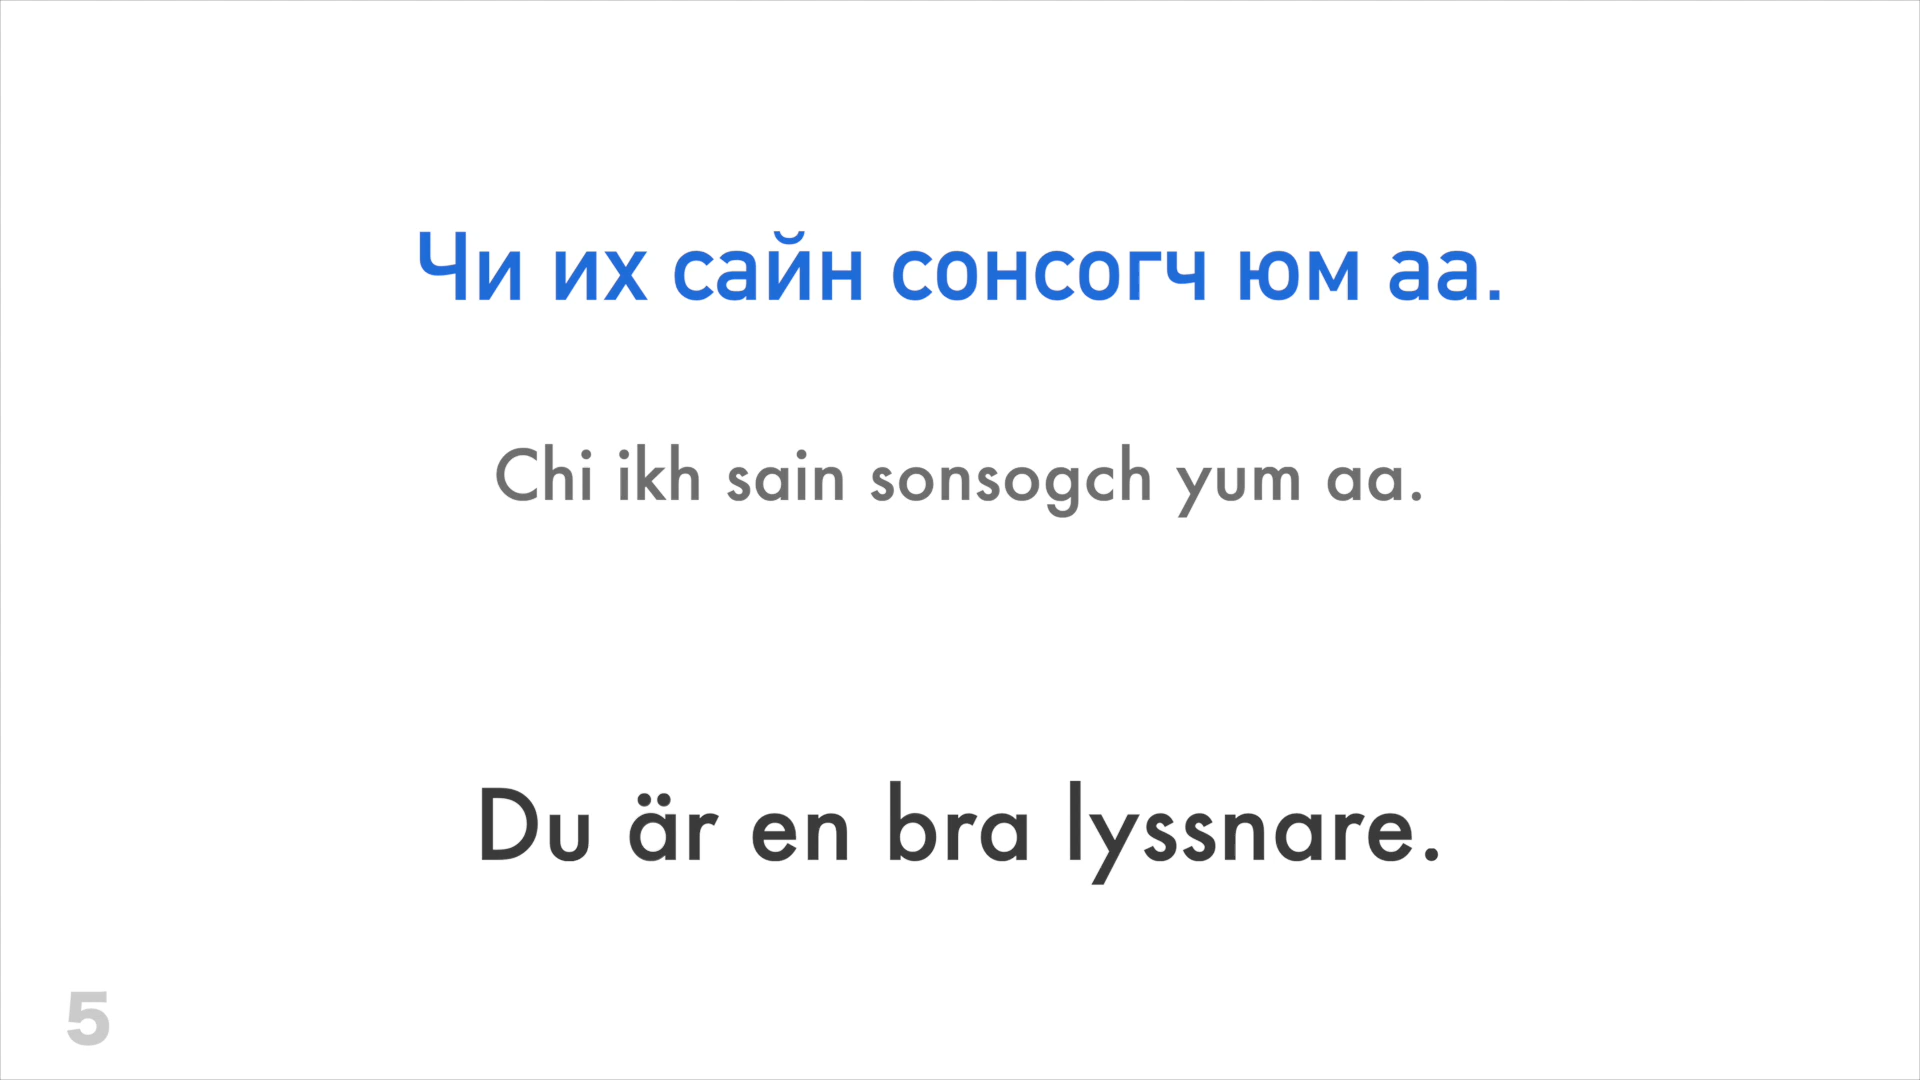 Чи их сайн сонсогч юм аа.
Chi ikh sain sonsogch yum aa.
Du är en bra lyssnare.
5